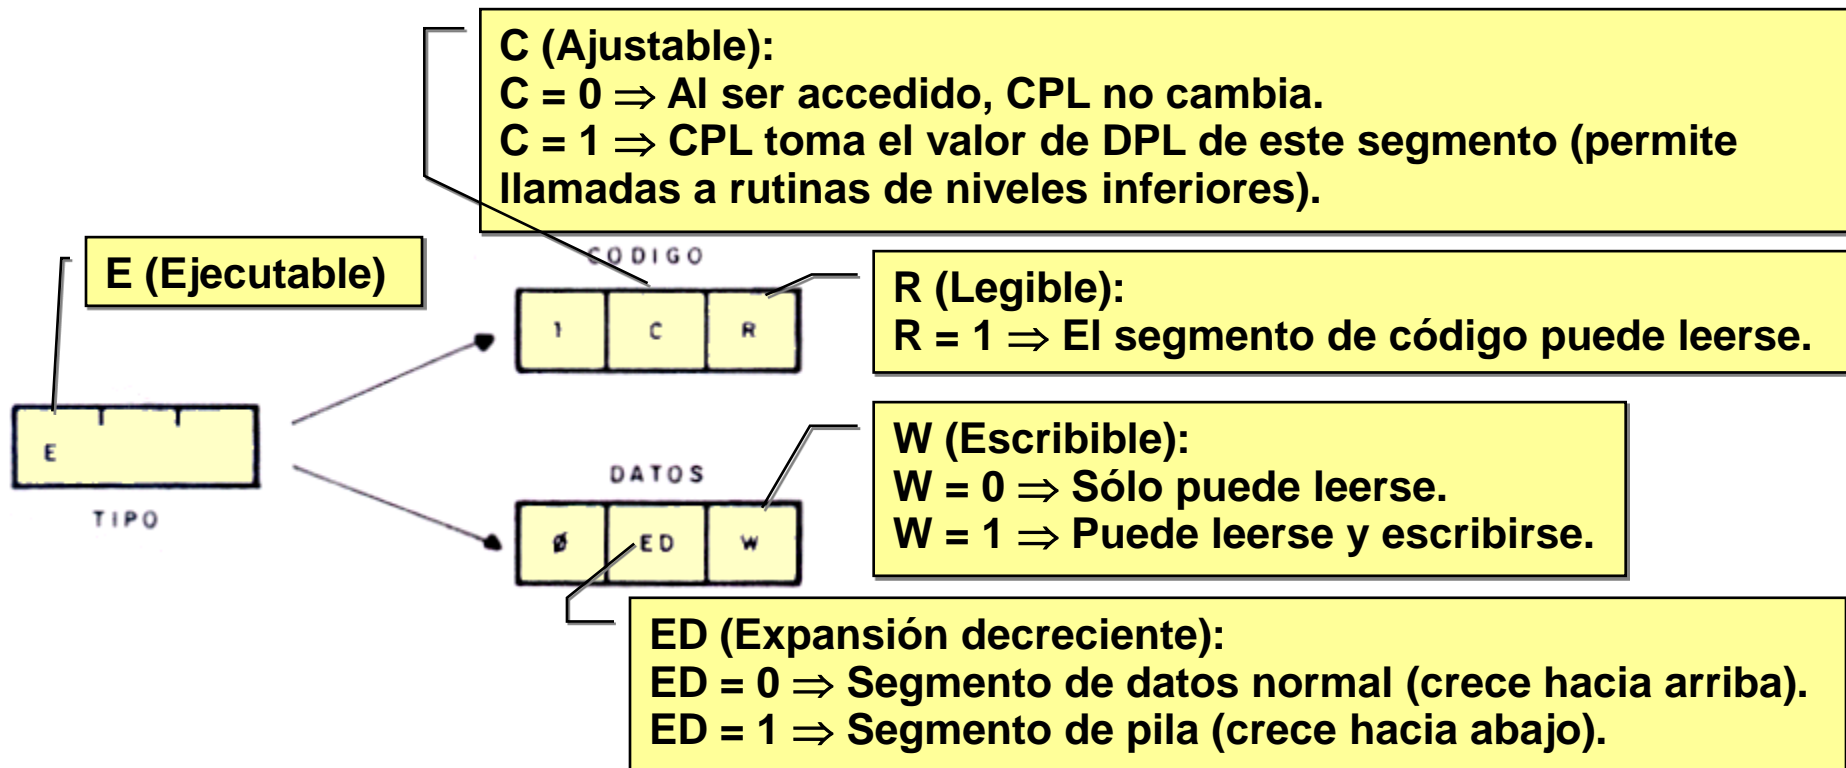 C (Ajustable):
C = 0 ⇒ Al ser accedido, CPL no cambia.
C = 1 ⇒ CPL toma el valor de DPL de este segmento (permite
llamadas a rutinas de niveles inferiores).
E (Ejecutable)
CODIGO
1 C R
R (Legible):
R = 1 ⇒ El segmento de código puede leerse.
E
TIPO
W (Escribible):
W = 0 ⇒ Sólo puede leerse.
W = 1 ⇒ Puede leerse y escribirse.
DATOS
Ø ED W
ED (Expansión decreciente):
ED = 0 ⇒ Segmento de datos normal (crece hacia arriba).
ED = 1 ⇒ Segmento de pila (crece hacia abajo).